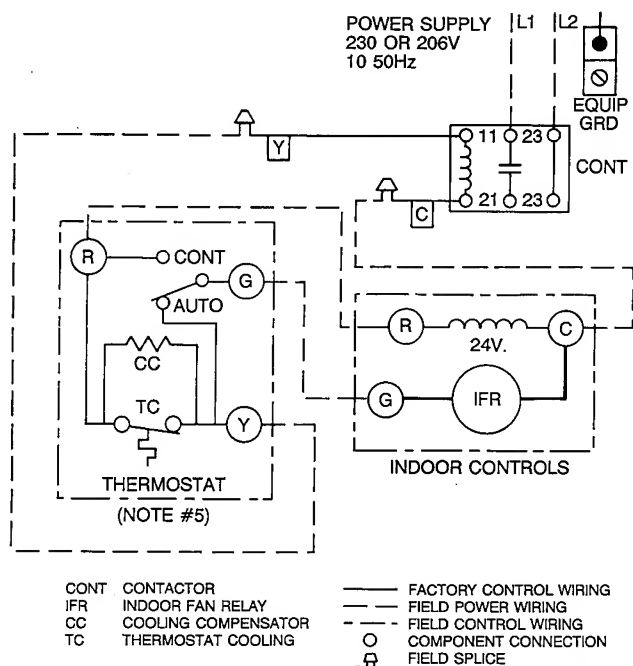 POWER SUPPLY
230 OR 206V
10 50Hz
L1
L2
EQUIP
GRD
Y
11
23
CONT
21
23
C
R
CONT
G
AUTO
CC
TC
Y
THERMOSTAT
(NOTE #5)
R
24V.
C
G
IFR
INDOOR CONTROLS
CONT CONTACTOR
IFR INDOOR FAN RELAY
CC COOLING COMPENSATOR
TC THERMOSTAT COOLING
FACTORY CONTROL WIRING
FIELD POWER WIRING
FIELD CONTROL WIRING
COMPONENT CONNECTION
FIELD SPLICE